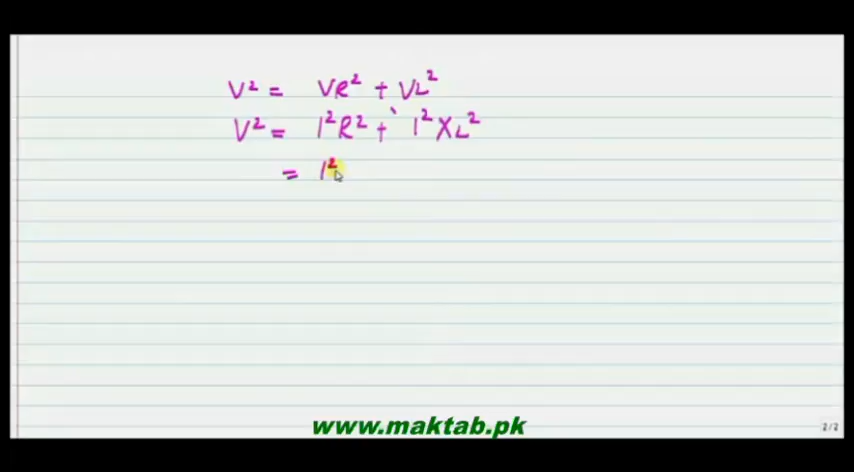 V² = VR² + VL²
V² = I²R² + I²XL²
= I²
www.maktab.pk
2/2